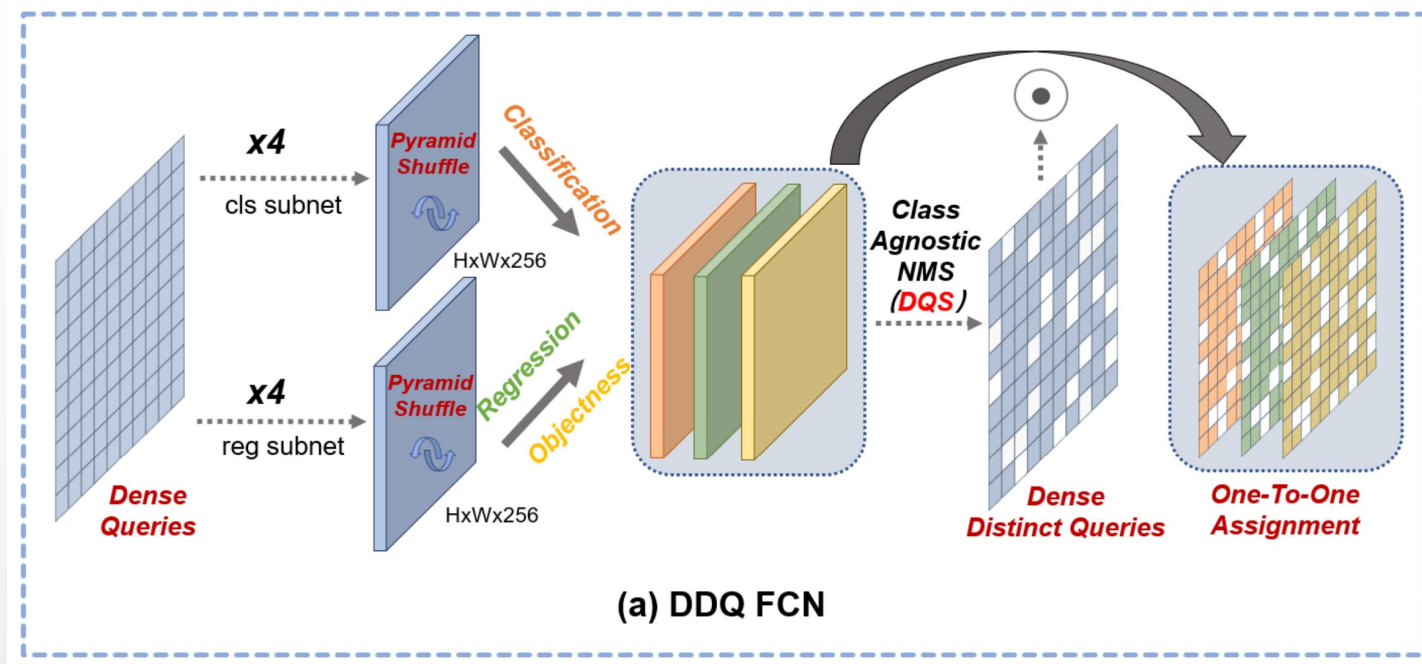 x4
cls subnet
Pyramid
Shuffle
HxWx256
Classification
Dense
Queries
x4
reg subnet
Pyramid
Shuffle
HxWx256
Regression
Objectness
Class
Agnostic
NMS
(DQS)
Dense
Distinct Queries
One-To-One
Assignment
(a) DDQ FCN